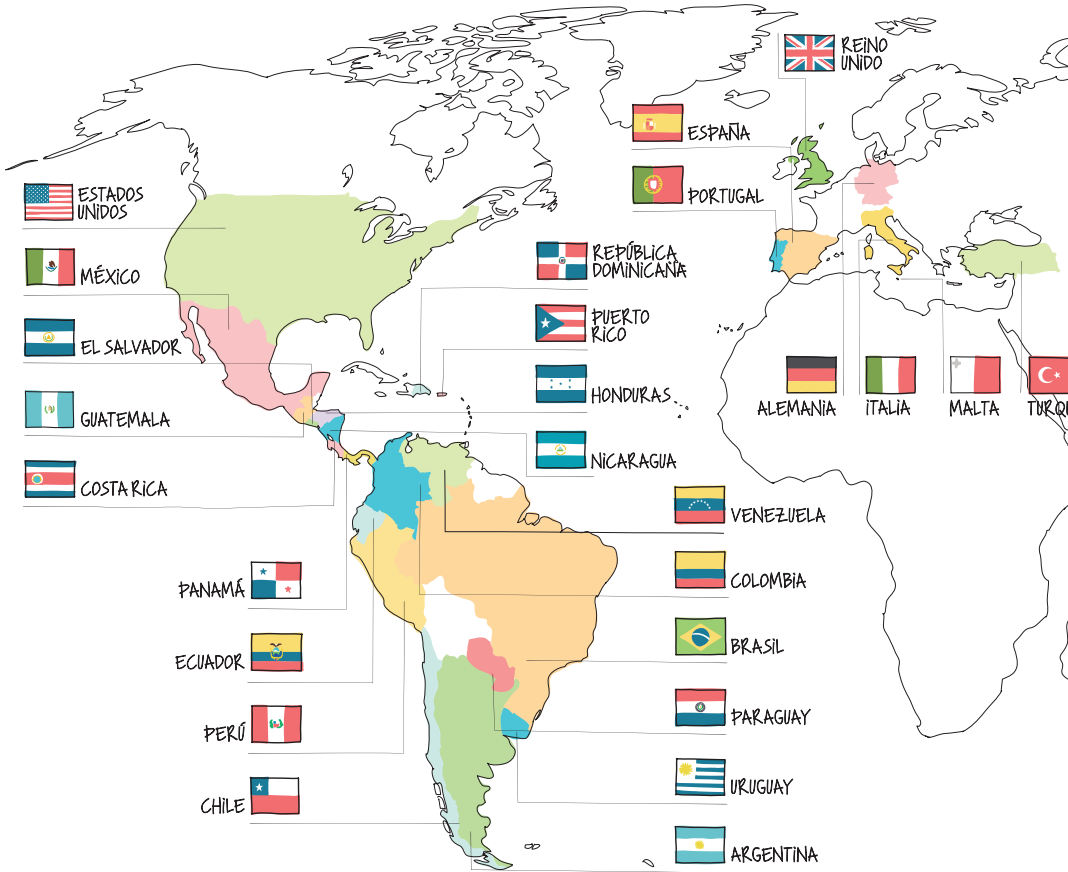 REINO
UNIDO
ESPAÑA
PORTUGAL
ESTADOS
UNIDOS
MÉXICO
EL SALVADOR
GUATEMALA
COSTA RICA
REPÚBLICA
DOMINICANA
PUERTO
RICO
HONDURAS
NICARAGUA
ALEMANIA
ITALIA
MALTA
TURQ
PANAMÁ
ECUADOR
PERÚ
CHILE
VENEZUELA
COLOMBIA
BRASIL
PARAGUAY
URUGUAY
ARGENTINA